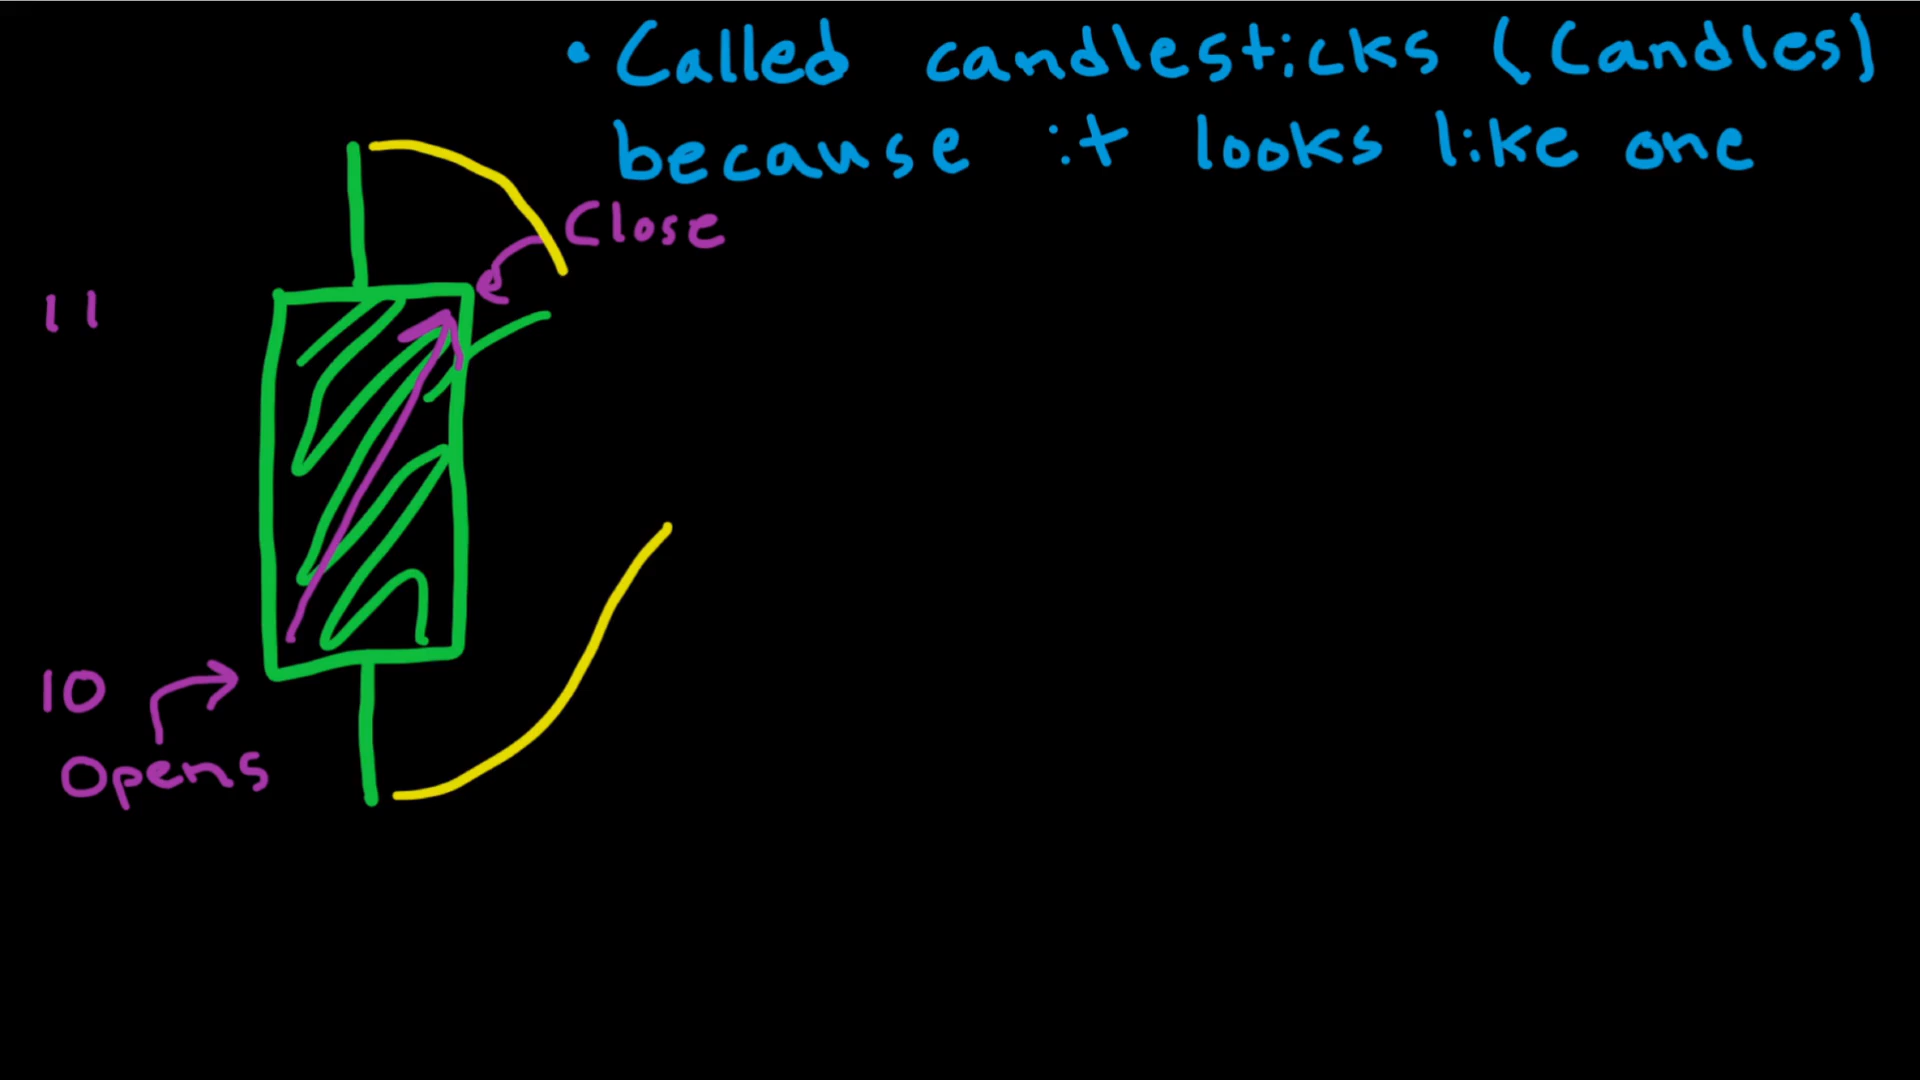 • Called candlesticks (Candles)
because it looks like one
Close
11
10
Opens